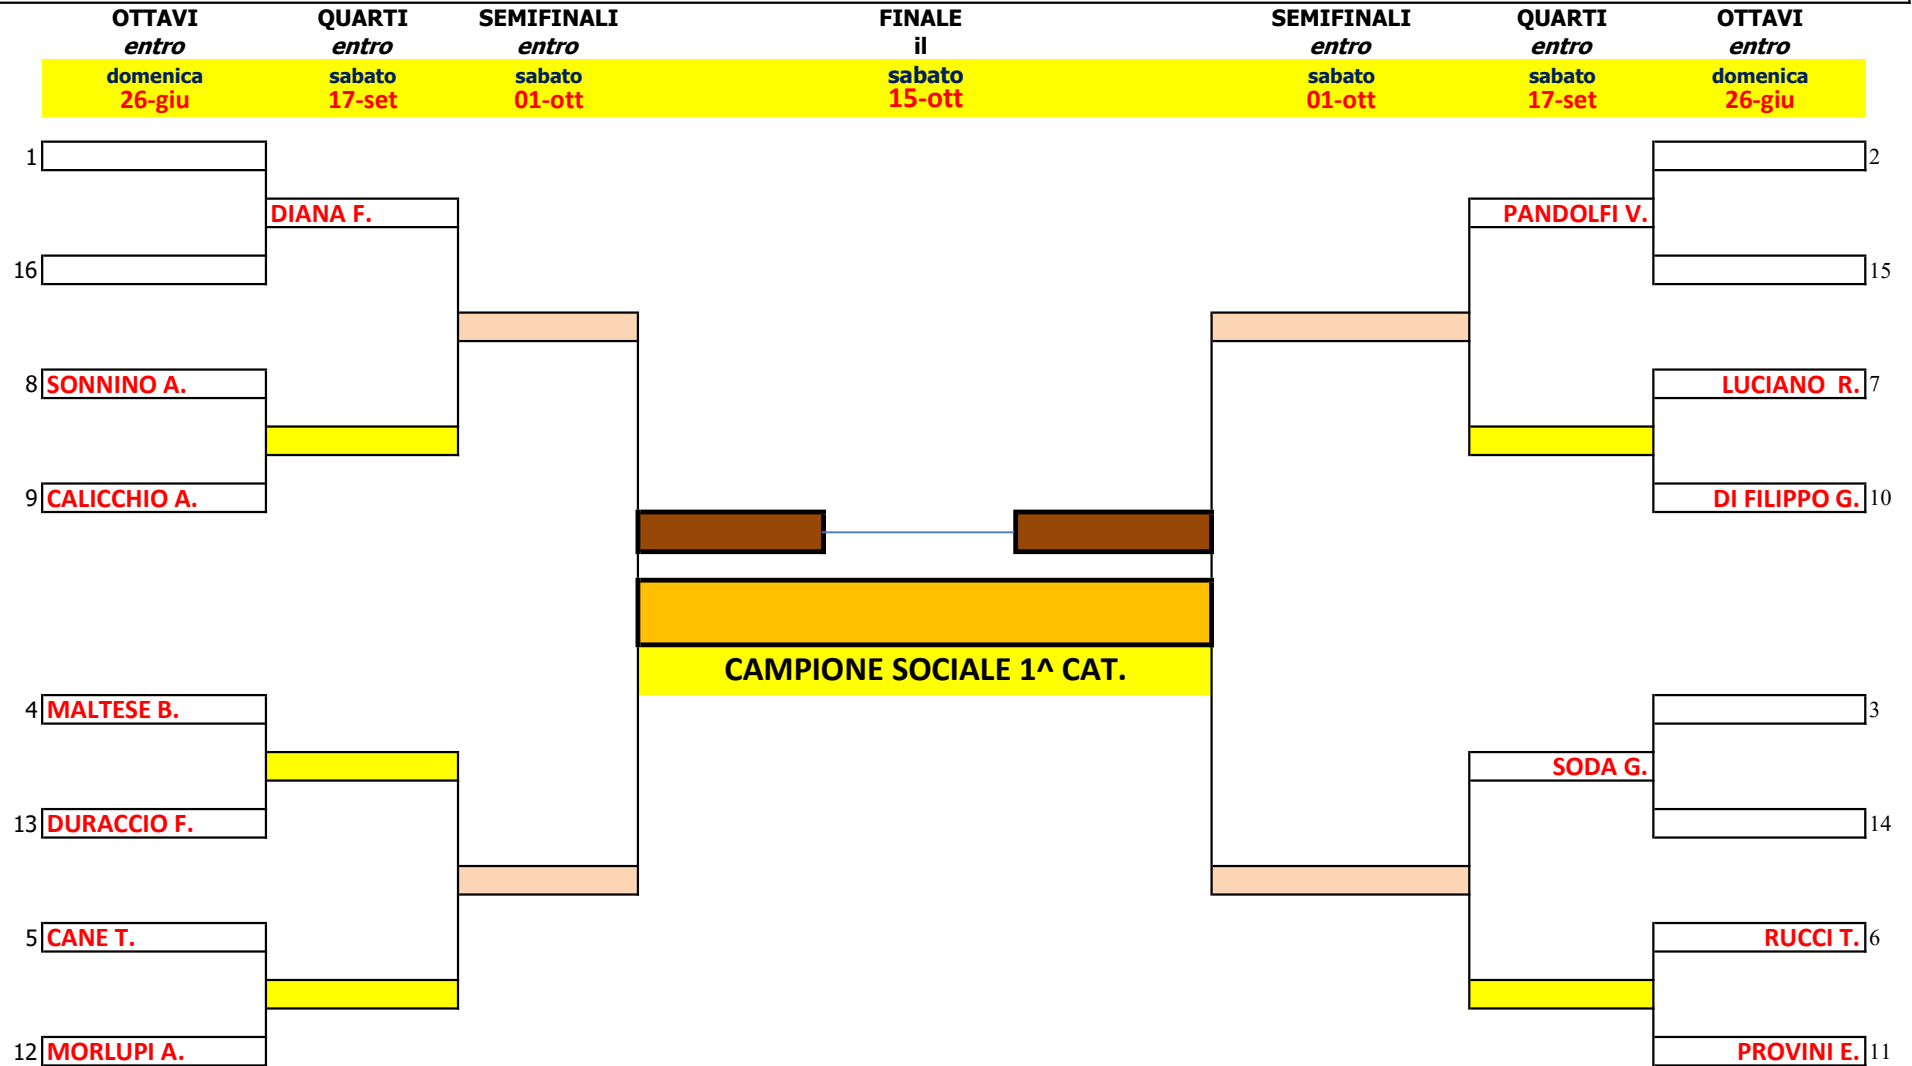 OTTAVI QUARTI SEMIFINALI FINALE SEMIFINALI QUARTI OTTAVI
entro entro entro il entro entro entro
domenica sabato sabato sabato sabato sabato domenica
26-giu 17-set 01-ott 15-ott 01-ott 17-set 26-giu
1 2
DIANA F. PANDOLFI V.
16 15
8 SONNINO A. LUCIANO R. 7
9 CALICCHIO A. DI FILIPPO G. 10
CAMPIONE SOCIALE 1^ CAT.
4 MALTESE B. 3
SODA G.
13 DURACCIO F. 14
5 CANE T. RUCCI T. 6
12 MORLUPI A. PROVINI E. 11